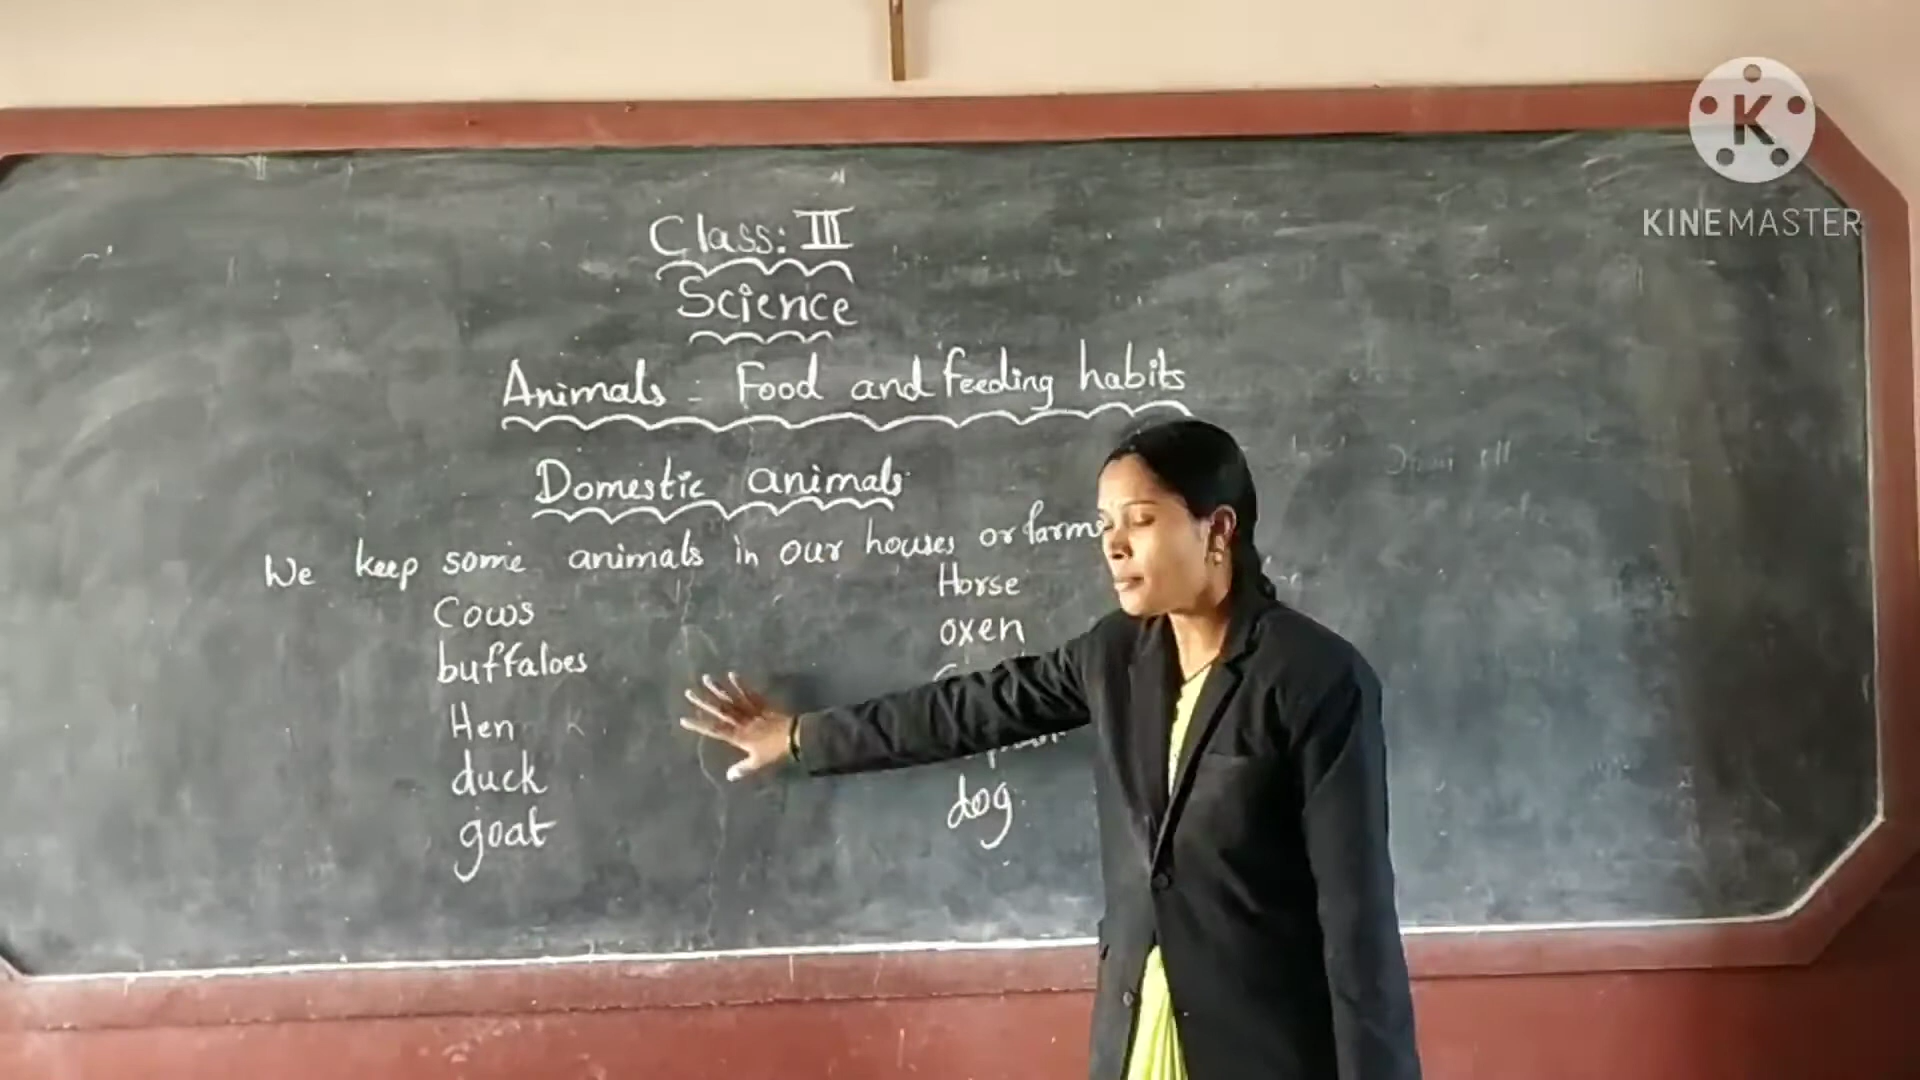 Class: III
Science
Animals - Food and feeding habits
Domestic animals
We keep some animals in our houses or farms
Cows
buffaloes
Hen
duck
goat
Horse
oxen
dog
K
KINEMASTER